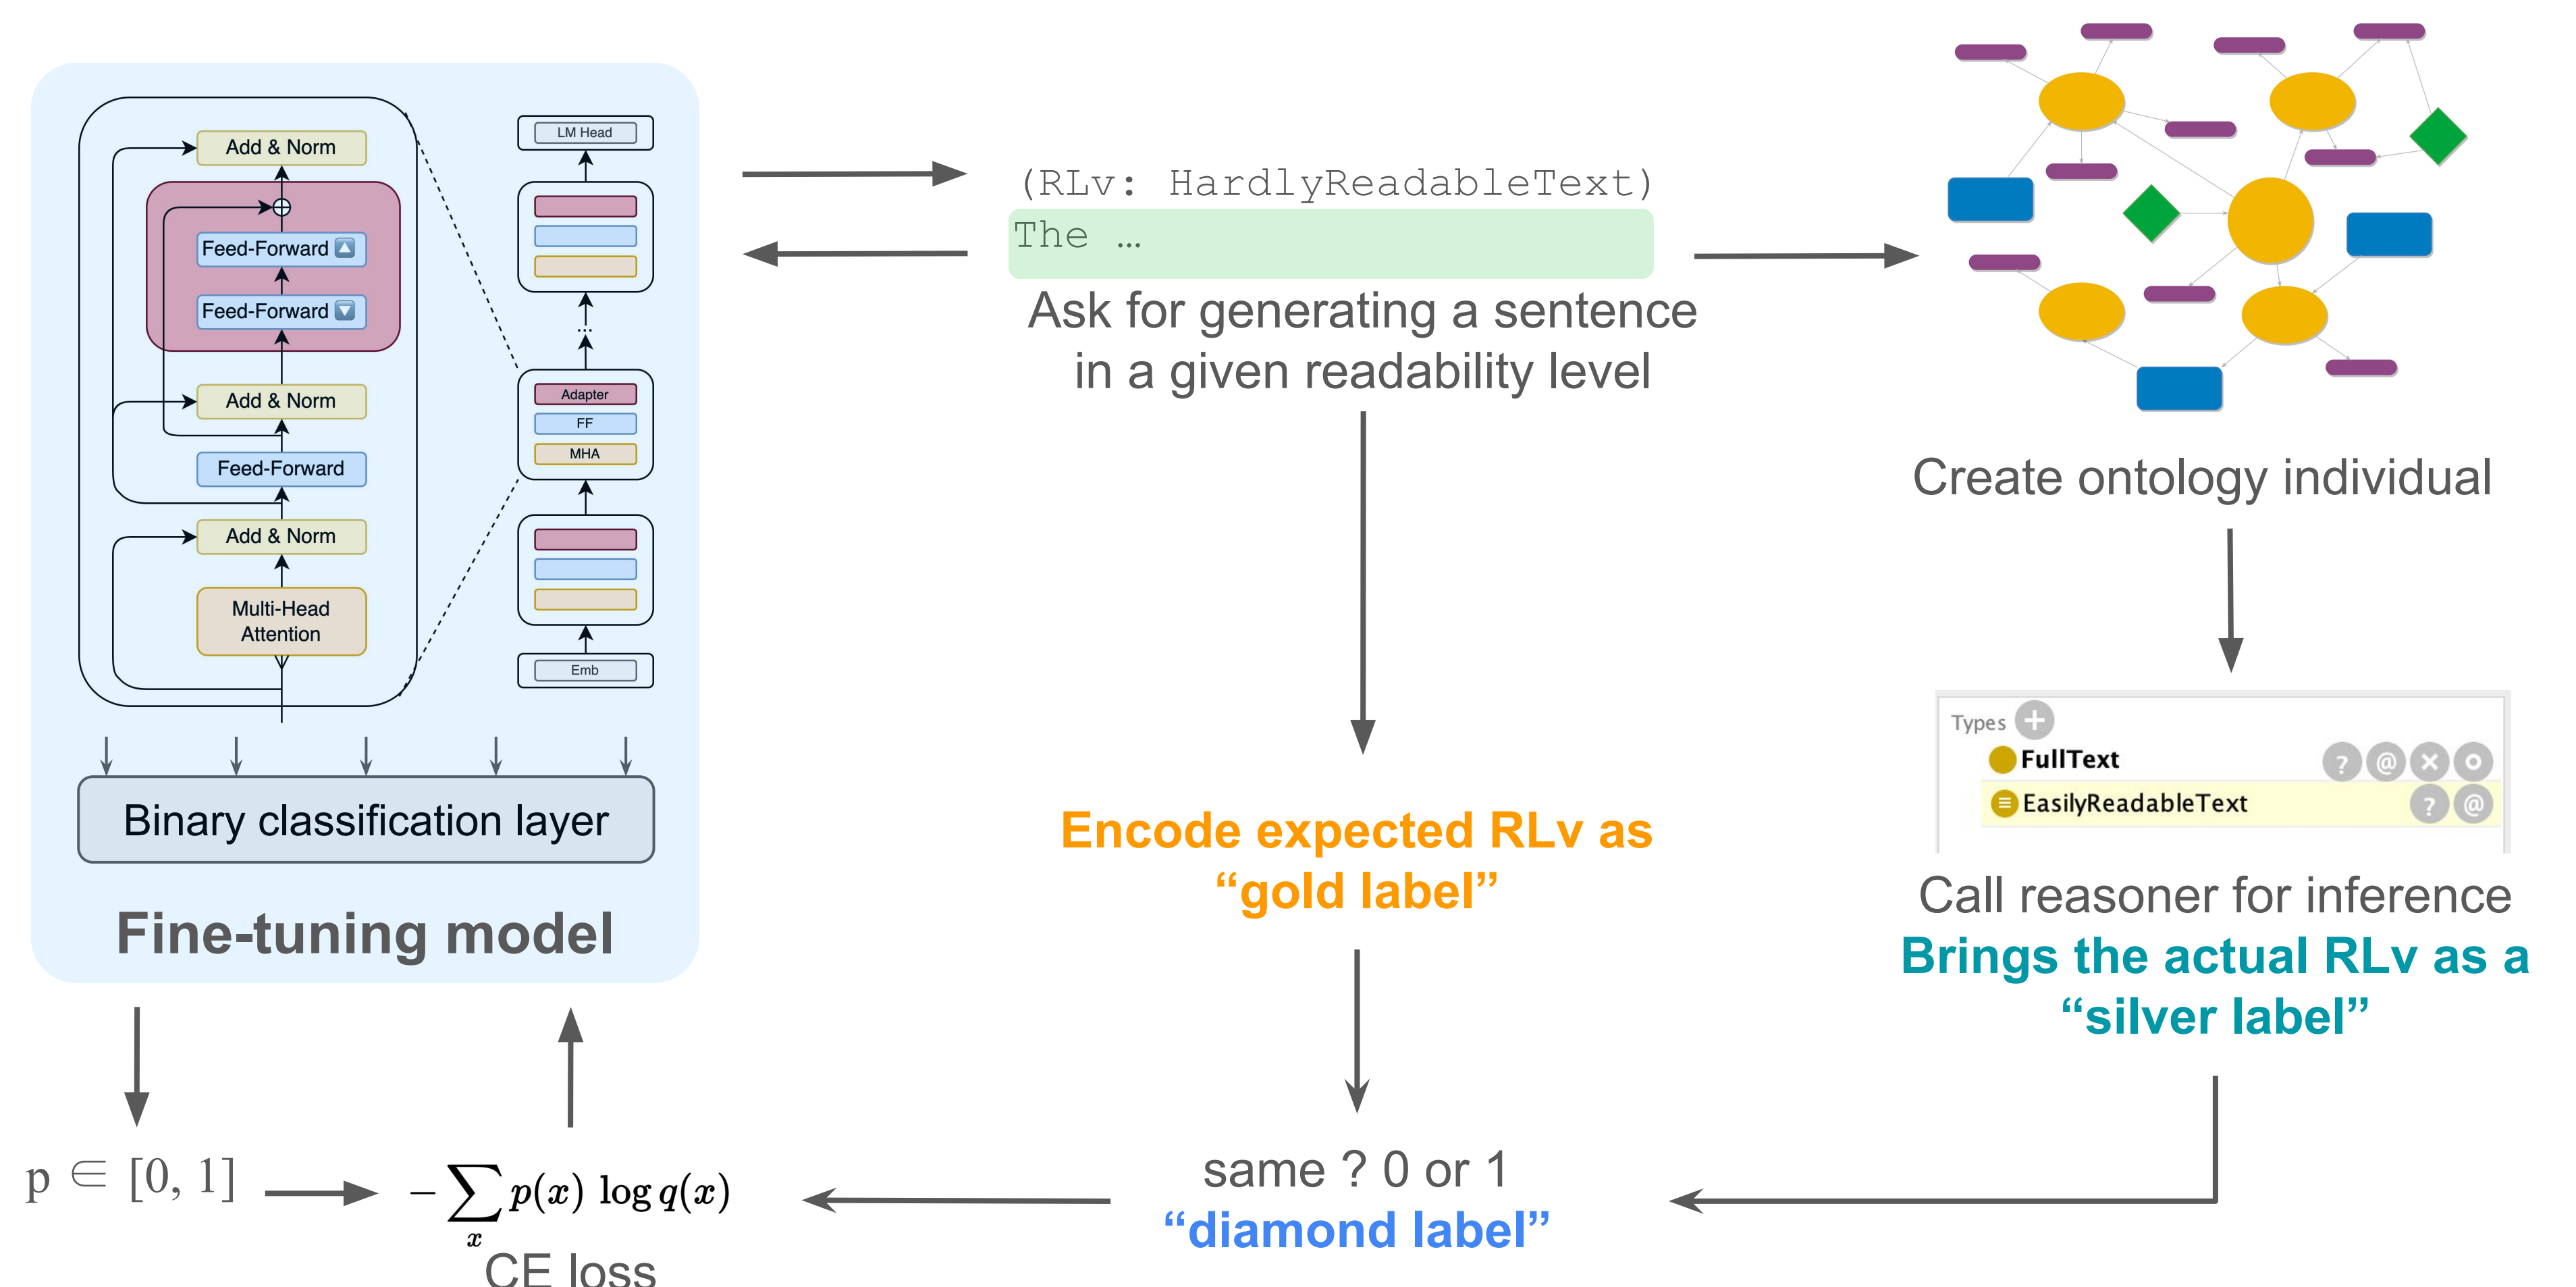 Add & Norm
Feed-Forward
Feed-Forward
Add & Norm
Feed-Forward
Add & Norm
Multi-Head
Attention
LM Head
...
Adapter
FF
MHA
Emb
Binary classification layer
Fine-tuning model
(RLv: HardlyReadableText)
The …
Ask for generating a sentence
in a given readability level
Create ontology individual
Types
FullText
? @
EasilyReadableText
? @
Call reasoner for inference
Brings the actual RLv as a
“silver label”
Encode expected RLv as
“gold label”
same ? 0 or 1
“diamond label”
p ∈ [0, 1]
− ∑ p(x) log q(x)
x
CE loss